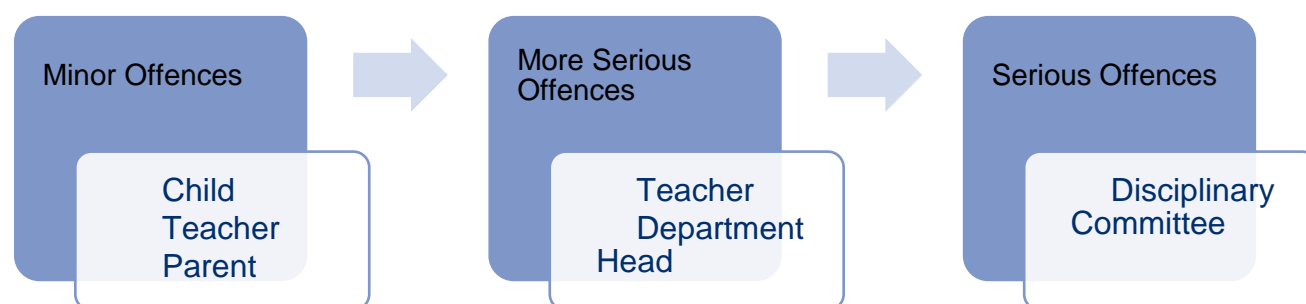 Minor Offences
Child
Teacher
Parent
More Serious
Offences
Teacher
Department
Head
Serious Offences
Disciplinary
Committee